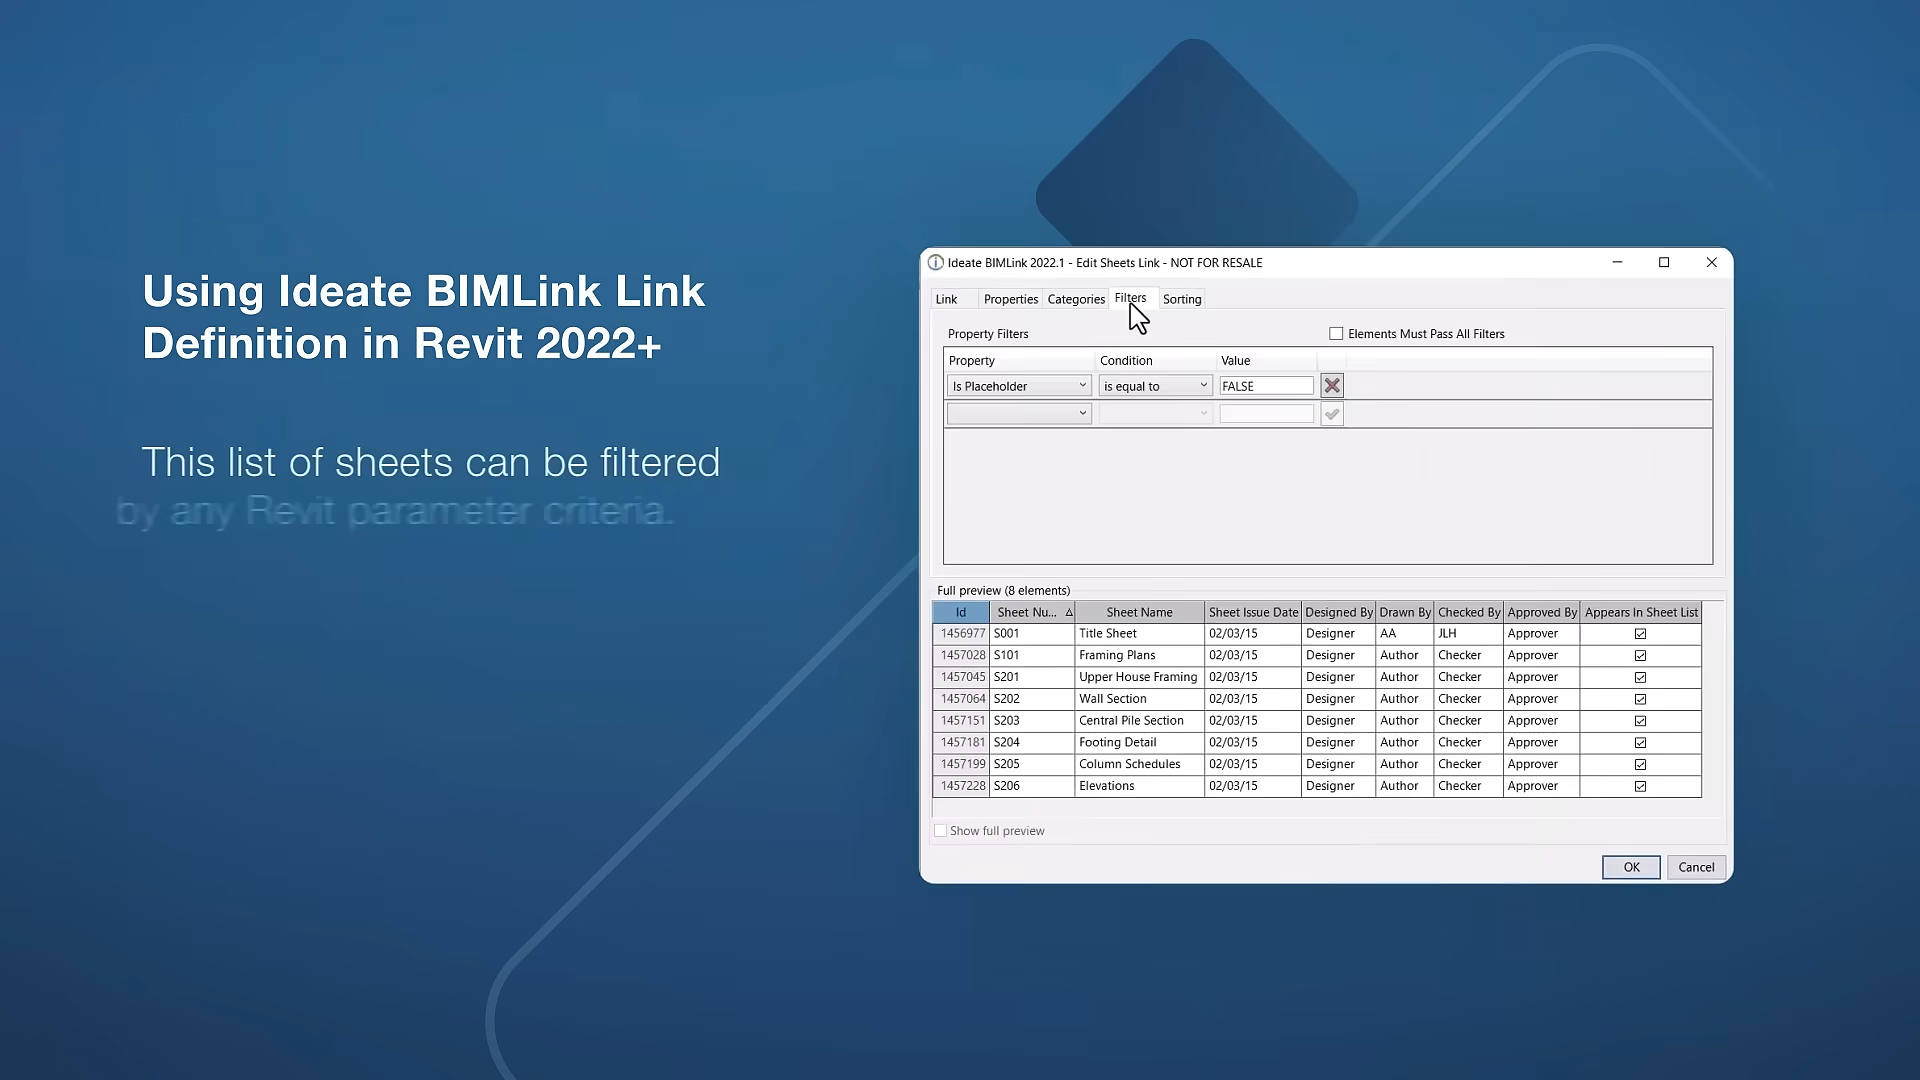 Using Ideate BIMLink Link
Definition in Revit 2022+
This list of sheets can be filtered
by any Revit parameter criteria.
Ideate BIMLink 2022.1 - Edit Sheets Link - NOT FOR RESALE
Link Properties Categories Filters Sorting
Property Filters Elements Must Pass All Filters
Property Condition Value
Is Placeholder is equal to FALSE
Full preview (8 elements)
Id Sheet Nu... Sheet Name Sheet Issue Date Designed By Drawn By Checked By Approved By Appears In Sheet List
1456977 S001 Title Sheet 02/03/15 Designer AA JLH Approver
1457028 S101 Framing Plans 02/03/15 Designer Author Checker Approver
1457045 S201 Upper House Framing 02/03/15 Designer Author Checker Approver
1457064 S202 Wall Section 02/03/15 Designer Author Checker Approver
1457151 S203 Central Pile Section 02/03/15 Designer Author Checker Approver
1457181 S204 Footing Detail 02/03/15 Designer Author Checker Approver
1457199 S205 Column Schedules 02/03/15 Designer Author Checker Approver
1457228 S206 Elevations 02/03/15 Designer Author Checker Approver
Show full preview
OK Cancel